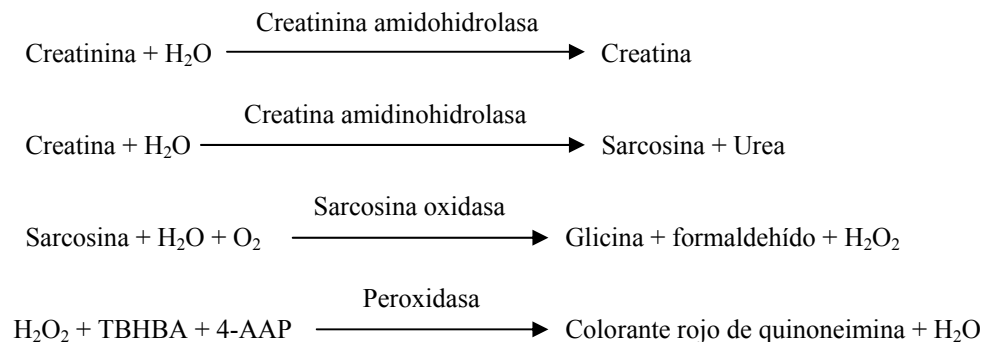 Creatinina amidohidrolasa
Creatinina + H₂O Creatina
Creatina amidinohidrolasa
Creatina + H₂O Sarcosina + Urea
Sarcosina oxidasa
Sarcosina + H₂O + O₂ Glicina + formaldehído + H₂O₂
Peroxidasa
H₂O₂ + TBHBA + 4-AAP Colorante rojo de quinoneimina + H₂O